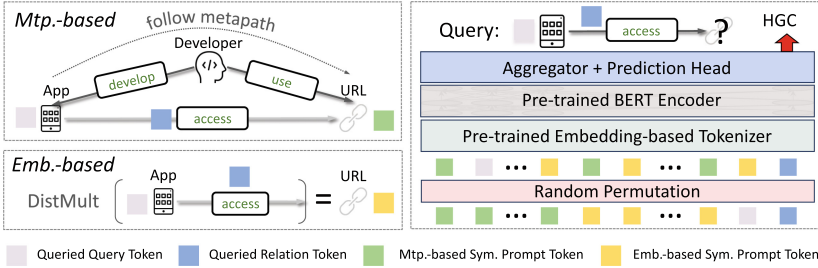 Mtp.-based
follow metapath
Developer
develop
use
App
URL
access
Emb.-based
App
URL
DistMult
access
=
Query:
access
?
HGC
Aggregator + Prediction Head
Pre-trained BERT Encoder
Pre-trained Embedding-based Tokenizer
... ...
Random Permutation
... ...
Queried Query Token
Queried Relation Token
Mtp.-based Sym. Prompt Token
Emb.-based Sym. Prompt Token